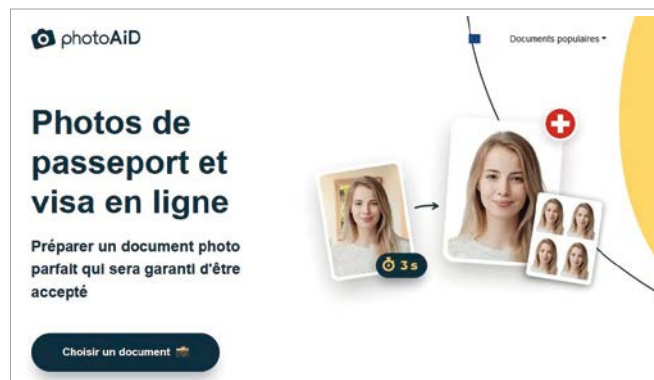 photoAiD
Documents populaires
Photos de
passeport et
visa en ligne
Préparer un document photo
parfait qui sera garanti d'être
accepté
3 s
Choisir un document